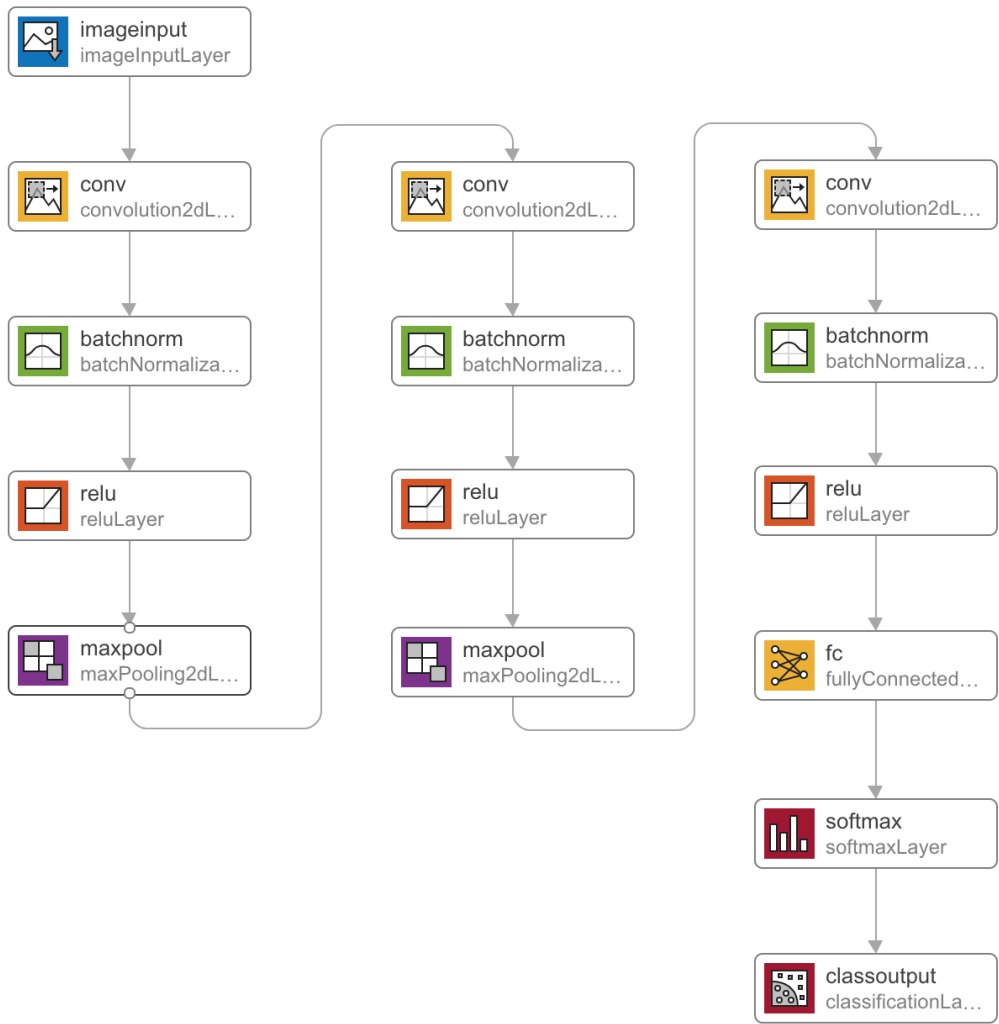 imageinput
imageInputLayer
conv
convolution2dL...
batchnorm
batchNormaliza...
relu
reluLayer
maxpool
maxPooling2dL...
conv
convolution2dL...
batchnorm
batchNormaliza...
relu
reluLayer
maxpool
maxPooling2dL...
conv
convolution2dL...
batchnorm
batchNormaliza...
relu
reluLayer
fc
fullyConnected...
softmax
softmaxLayer
classoutput
classificationLa...